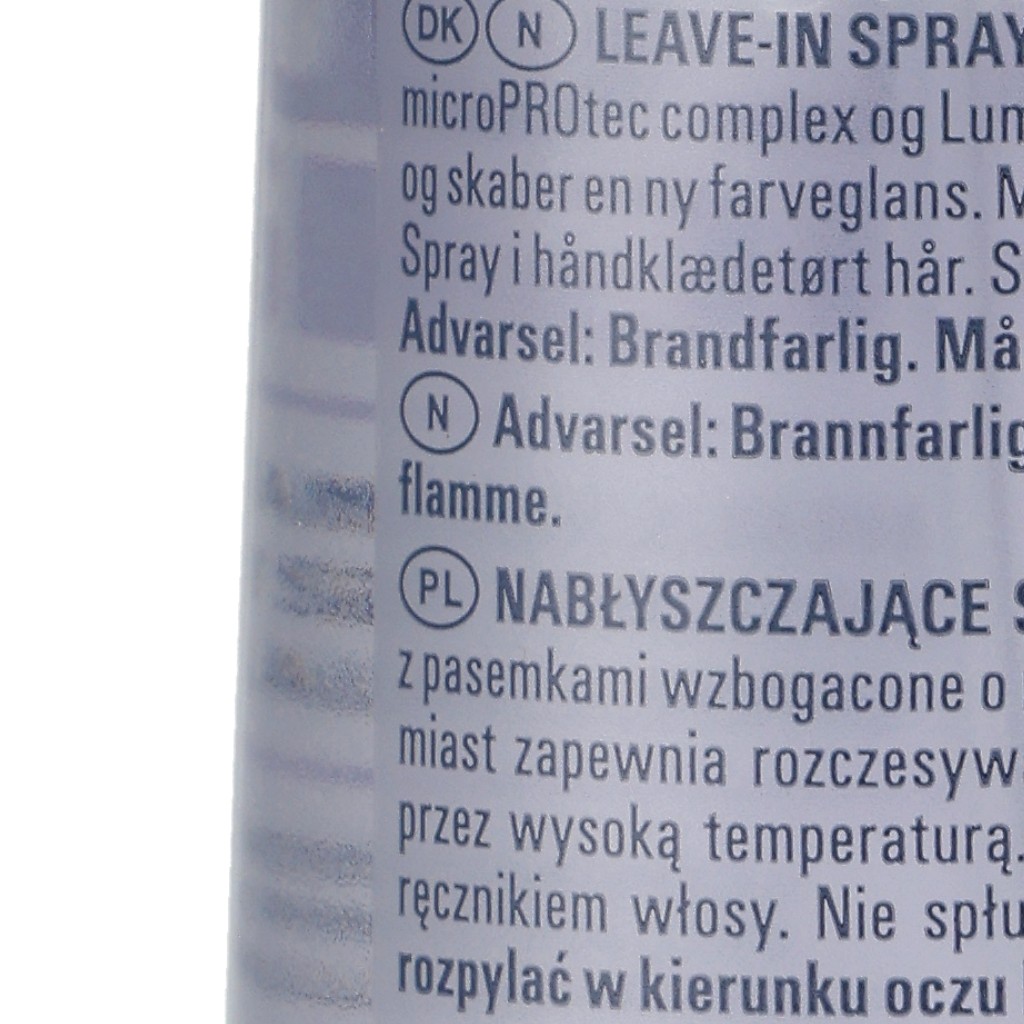 DK N LEAVE-IN SPRAY
microPROtec complex og
og skaber en ny farveglans.
Spray i håndklædetørt hår.
Advarsel: Brandfarlig.
N Advarsel: Brannfarlig
flamme.
PL NABŁYSZCZAJĄCE
z pasemkami wzbogacone o
miast zapewnia
przez wysoką temperaturą.
ręcznikiem włosy. Nie
rozpylać w kierunku oczu